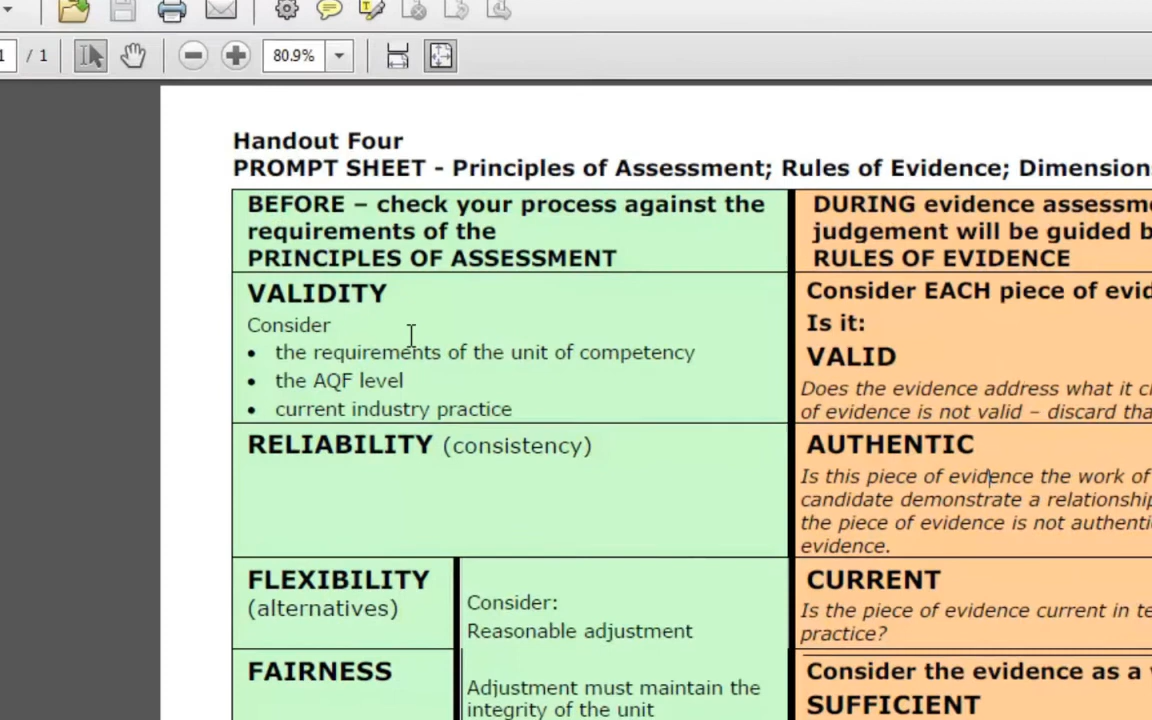 1 / 1
80.9%
Handout Four
PROMPT SHEET - Principles of Assessment; Rules of Evidence; Dimensions
BEFORE – check your process against the
requirements of the
PRINCIPLES OF ASSESSMENT
VALIDITY
Consider
• the requirements of the unit of competency
• the AQF level
• current industry practice
RELIABILITY (consistency)
FLEXIBILITY
(alternatives)
FAIRNESS
Consider:
Reasonable adjustment
Adjustment must maintain the
integrity of the unit
DURING evidence assessm
judgement will be guided b
RULES OF EVIDENCE
Consider EACH piece of evid
Is it:
VALID
Does the evidence address what it cl
of evidence is not valid – discard tha
AUTHENTIC
Is this piece of evidence the work of
candidate demonstrate a relationship
the piece of evidence is not authenti
evidence.
CURRENT
Is the piece of evidence current in te
practice?
Consider the evidence as a w
SUFFICIENT